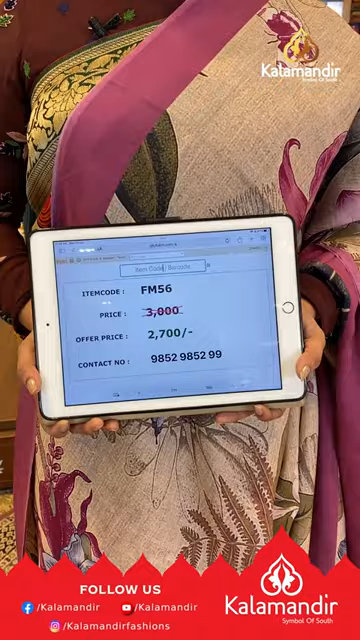 Kalamandir
Symbol Of South
Item Code/ Barcode
ITEMCODE : FM56
PRICE : 3,000
OFFER PRICE : 2,700/-
CONTACT NO : 9852 9852 99
FOLLOW US
/Kalamandir
/Kalamandir
/Kalamandirfashions
Kalamandir
Symbol Of South